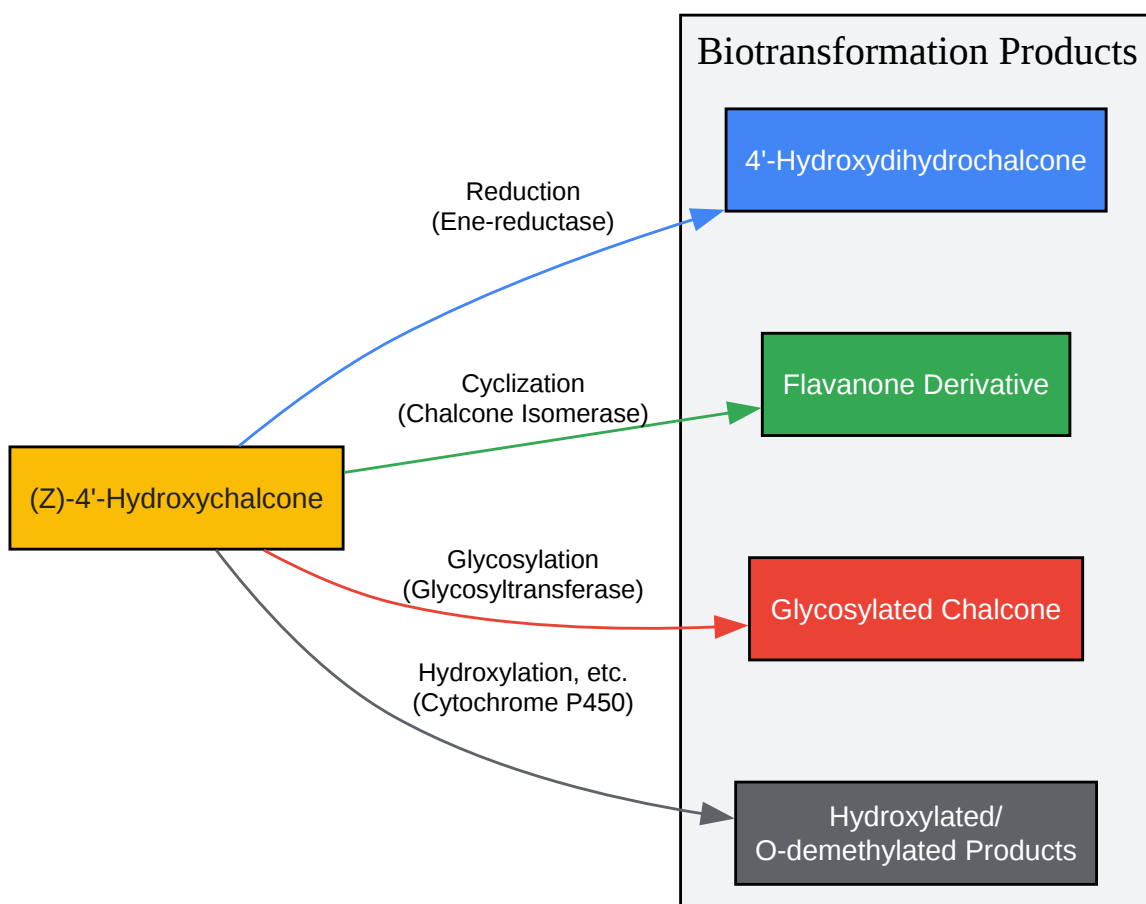 Biotransformation Products
4'-Hydroxydihydrochalcone
Reduction
(Ene-reductase)
Flavanone Derivative
Cyclization
(Chalcone Isomerase)
(Z)-4'-Hydroxychalcone
Glycosylation
(Glycosyltransferase)
Glycosylated Chalcone
Hydroxylation, etc.
(Cytochrome P450)
Hydroxylated/
O-demethylated Products